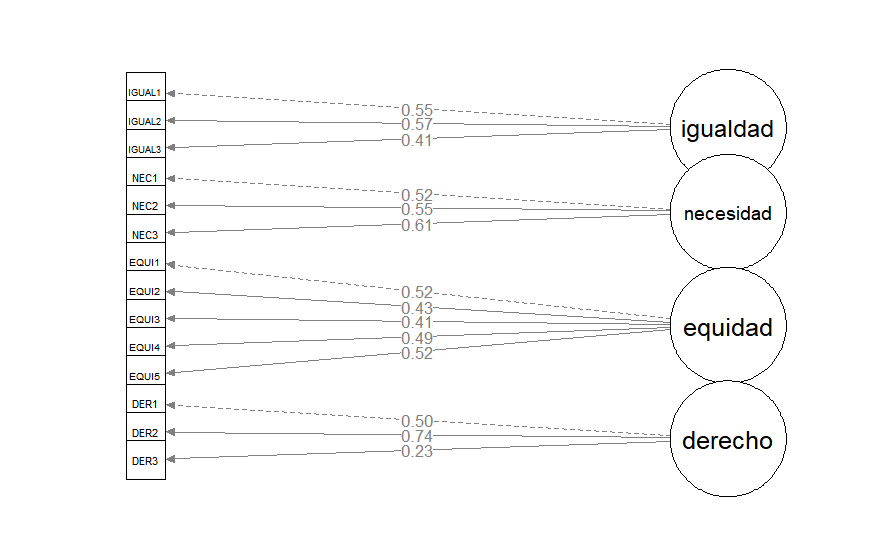 IGUAL1
0.55
IGUAL2
0.57
igualdad
IGUAL3
0.41
NEC1
0.52
NEC2
0.55
necesidad
NEC3
0.61
EQUI1
0.52
EQUI2
0.43
EQUI3
0.41
equidad
EQUI4
0.49
EQUI5
0.52
DER1
0.50
DER2
0.74
derecho
DER3
0.23